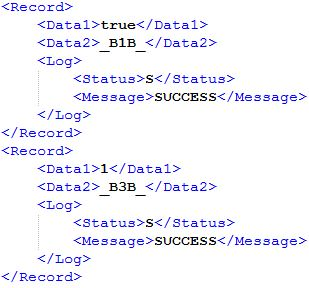 <Record>
<Data1>true</Data1>
<Data2>_B1B_</Data2>
<Log>
<Status>S</Status>
<Message>SUCCESS</Message>
</Log>
</Record>
<Record>
<Data1>1</Data1>
<Data2>_B3B_</Data2>
<Log>
<Status>S</Status>
<Message>SUCCESS</Message>
</Log>
</Record>